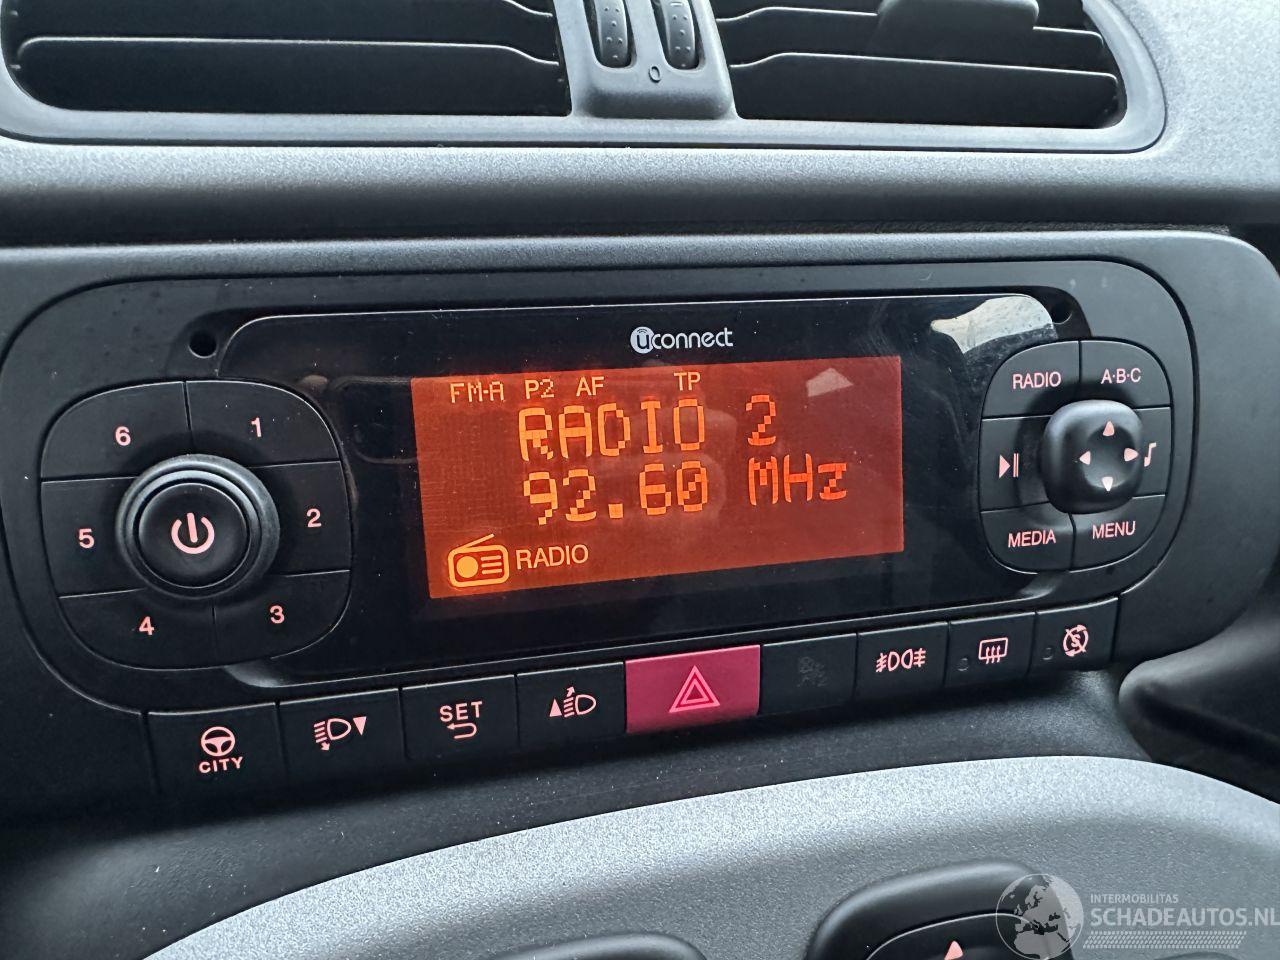 O
uconnect
FM-A P2 AF TP
RADIO 2
92.60 MHz
RADIO
6 1
5 2
4 3
RADIO A·B·C
MEDIA MENU
CITY
SET
INTERMOBILITAS
SCHADEAUTOS.NL